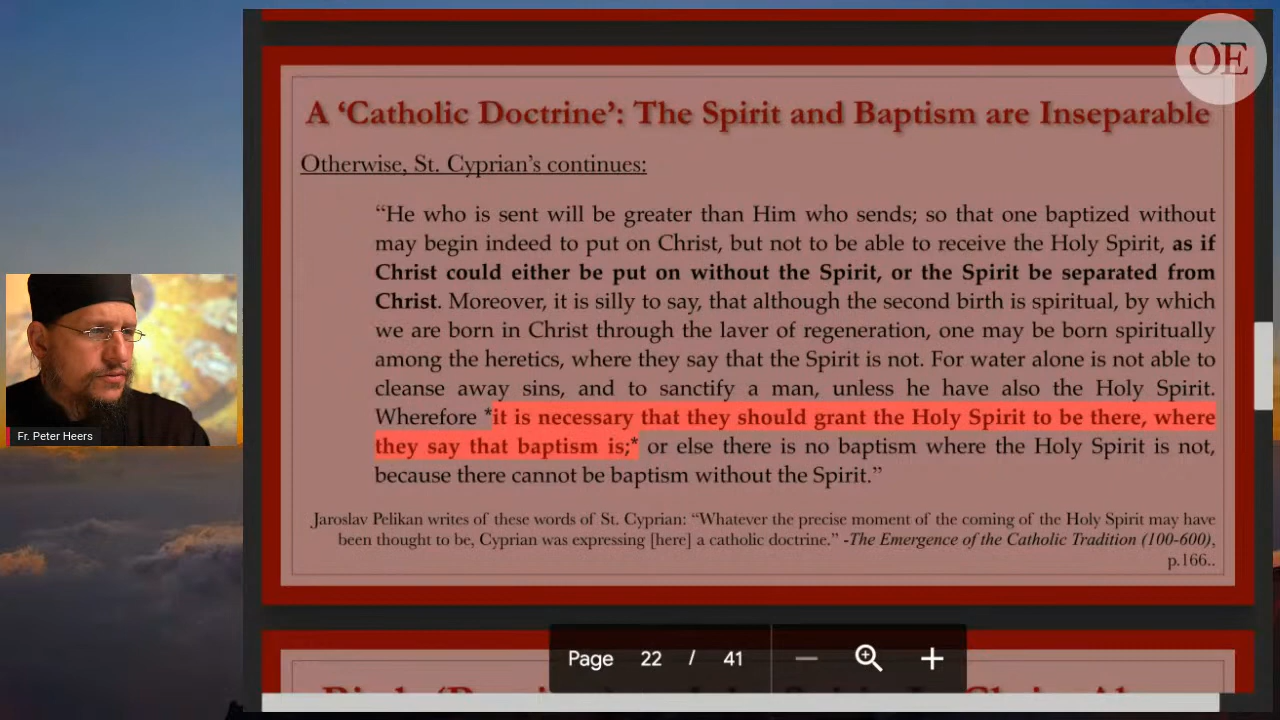 OE
A ‘Catholic Doctrine’: The Spirit and Baptism are Inseparable
Otherwise, St. Cyprian’s continues:
“He who is sent will be greater than Him who sends; so that one baptized without
may begin indeed to put on Christ, but not to be able to receive the Holy Spirit, as if
Christ could either be put on without the Spirit, or the Spirit be separated from
Christ. Moreover, it is silly to say, that although the second birth is spiritual, by which
we are born in Christ through the laver of regeneration, one may be born spiritually
among the heretics, where they say that the Spirit is not. For water alone is not able to
cleanse away sins, and to sanctify a man, unless he have also the Holy Spirit.
Wherefore *it is necessary that they should grant the Holy Spirit to be there, where
they say that baptism is;* or else there is no baptism where the Holy Spirit is not,
because there cannot be baptism without the Spirit.”
Jaroslav Pelikan writes of these words of St. Cyprian: “Whatever the precise moment of the coming of the Holy Spirit may have
been thought to be, Cyprian was expressing [here] a catholic doctrine.” -The Emergence of the Catholic Tradition (100-600),
p.166..
Fr. Peter Heers
Page 22 / 41